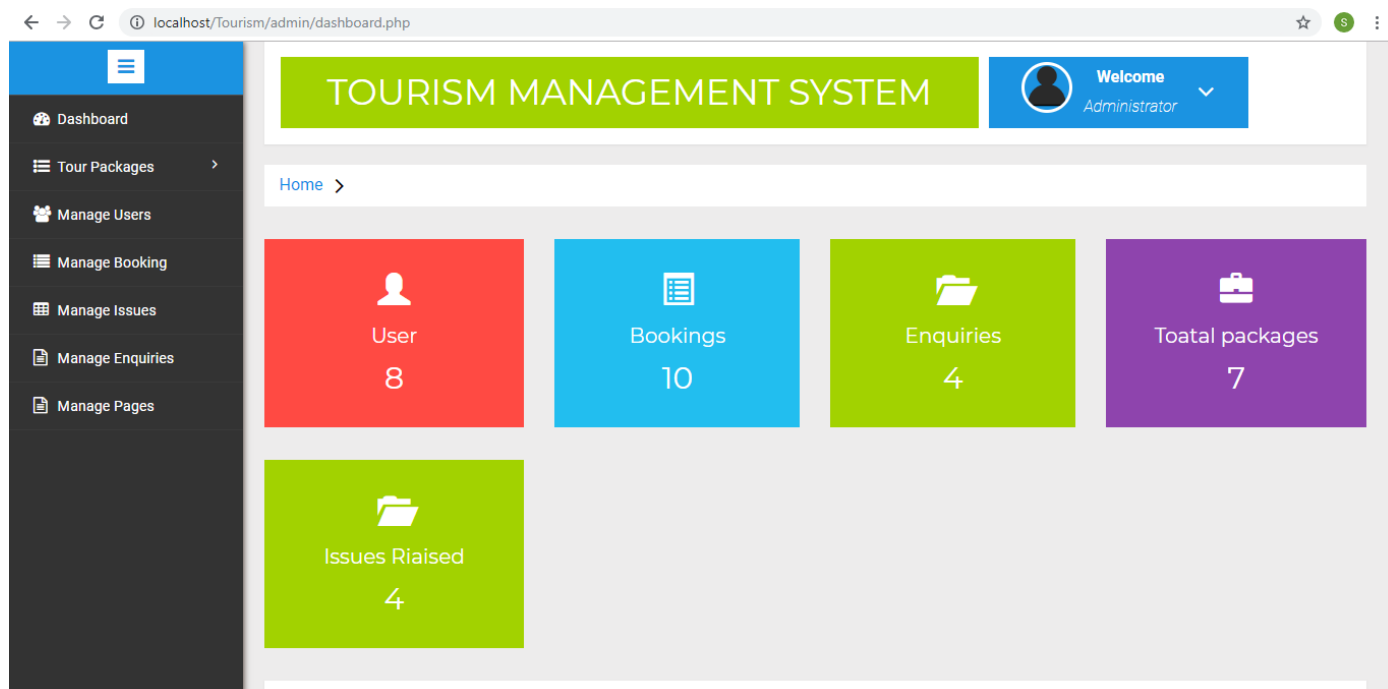 localhost/Tourism/admin/dashboard.php
S
TOURISM MANAGEMENT SYSTEM
Welcome
Administrator
Dashboard
Tour Packages
Manage Users
Manage Booking
Manage Issues
Manage Enquiries
Manage Pages
Home
User
8
Bookings
10
Enquiries
4
Toatal packages
7
Issues Riaised
4